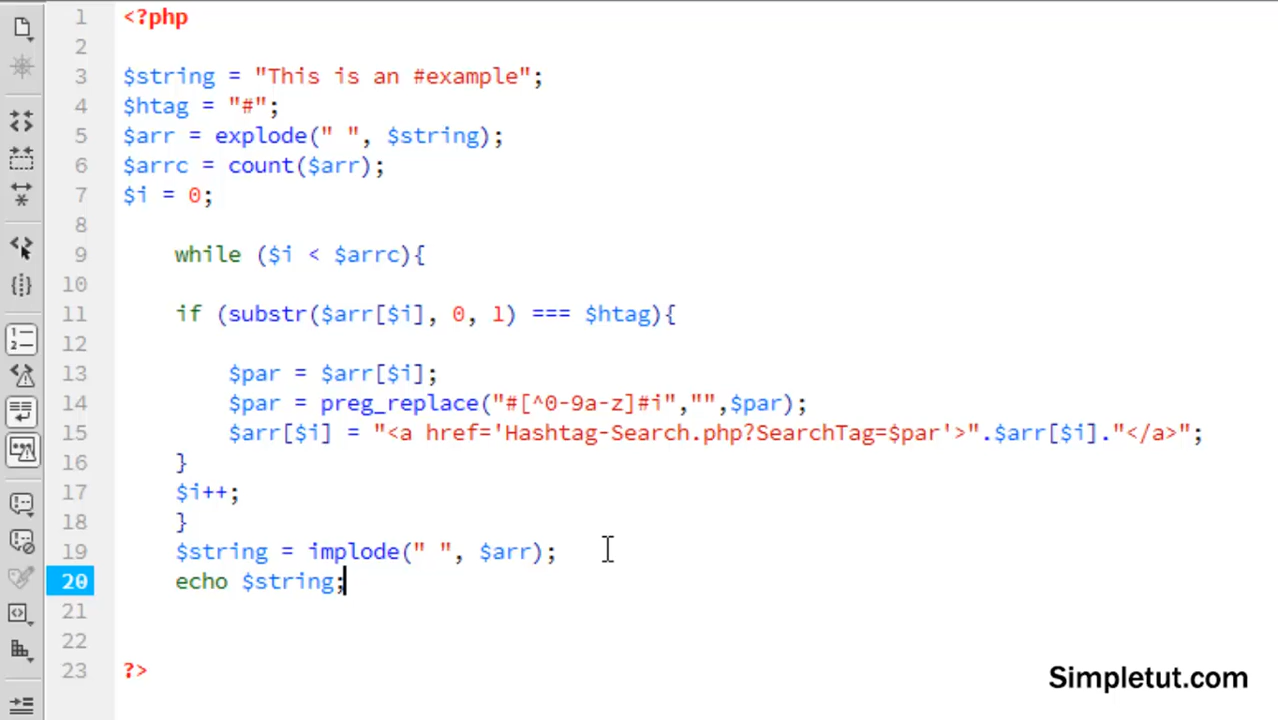 1 <?php
2
3 $string = "This is an #example";
4 $htag = "#";
5 $arr = explode(" ", $string);
6 $arrc = count($arr);
7 $i = 0;
8
9 while ($i < $arrc){
10
11 if (substr($arr[$i], 0, 1) === $htag){
12
13 $par = $arr[$i];
14 $par = preg_replace("#[^0-9a-z]#i","",$par);
15 $arr[$i] = "<a href='Hashtag-Search.php?SearchTag=$par'>".$arr[$i]."</a>";
16 }
17 $i++;
18 }
19 $string = implode(" ", $arr);
20 echo $string;
21
22
23 ?>
Simpletut.com